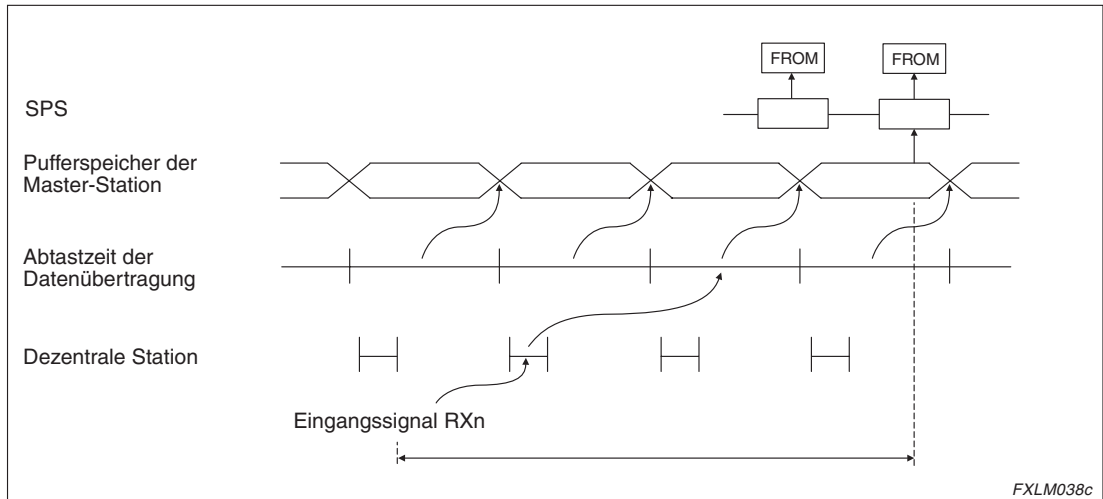 FROM FROM
SPS
Pufferspeicher der
Master-Station
Abtastzeit der
Datenübertragung
Dezentrale Station
Eingangssignal RXn
FXLM038c